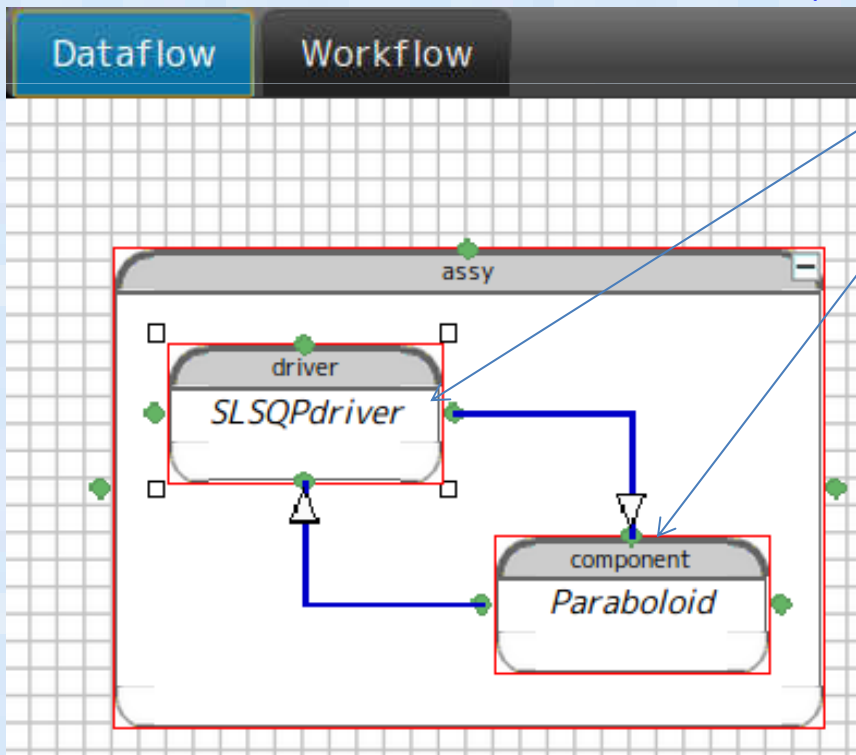 Dataflow Workflow
assy
driver
SLSQPdriver
component
Paraboloid